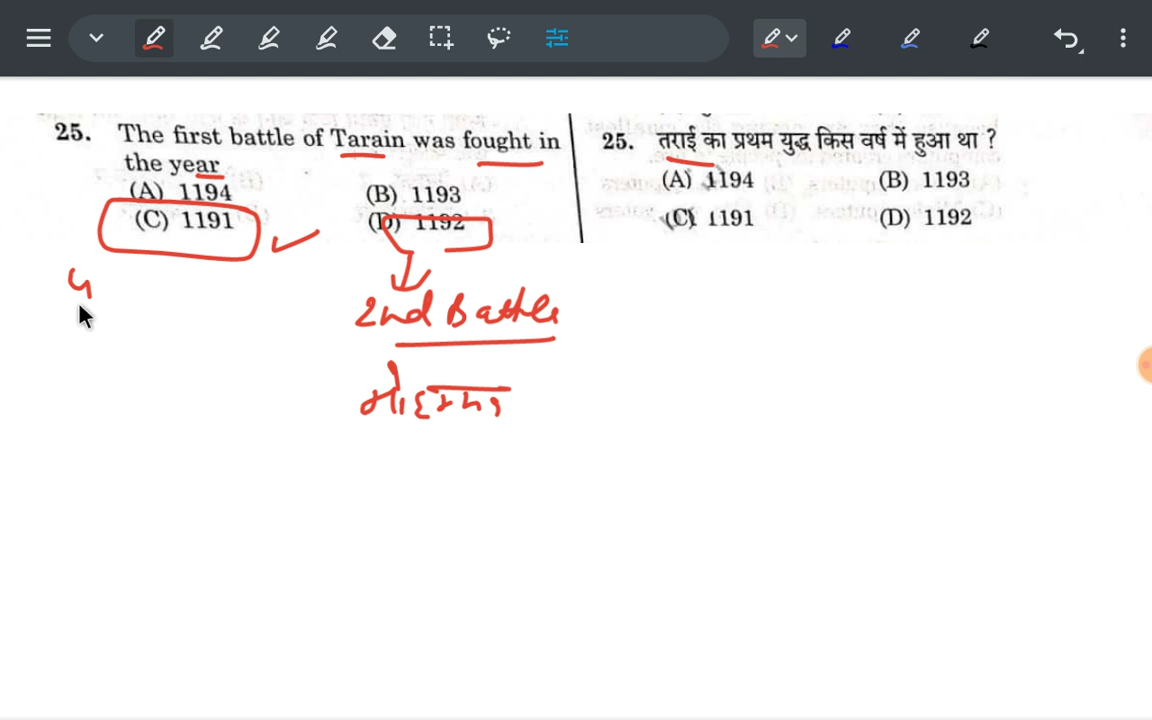 25. The first battle of Tarain was fought in
the year
(A) 1194 (B) 1193
(C) 1191 (D) 1192
25. तराई का प्रथम युद्ध किस वर्ष में हुआ था ?
(A) 1194 (B) 1193
(C) 1191 (D) 1192
2nd Battle